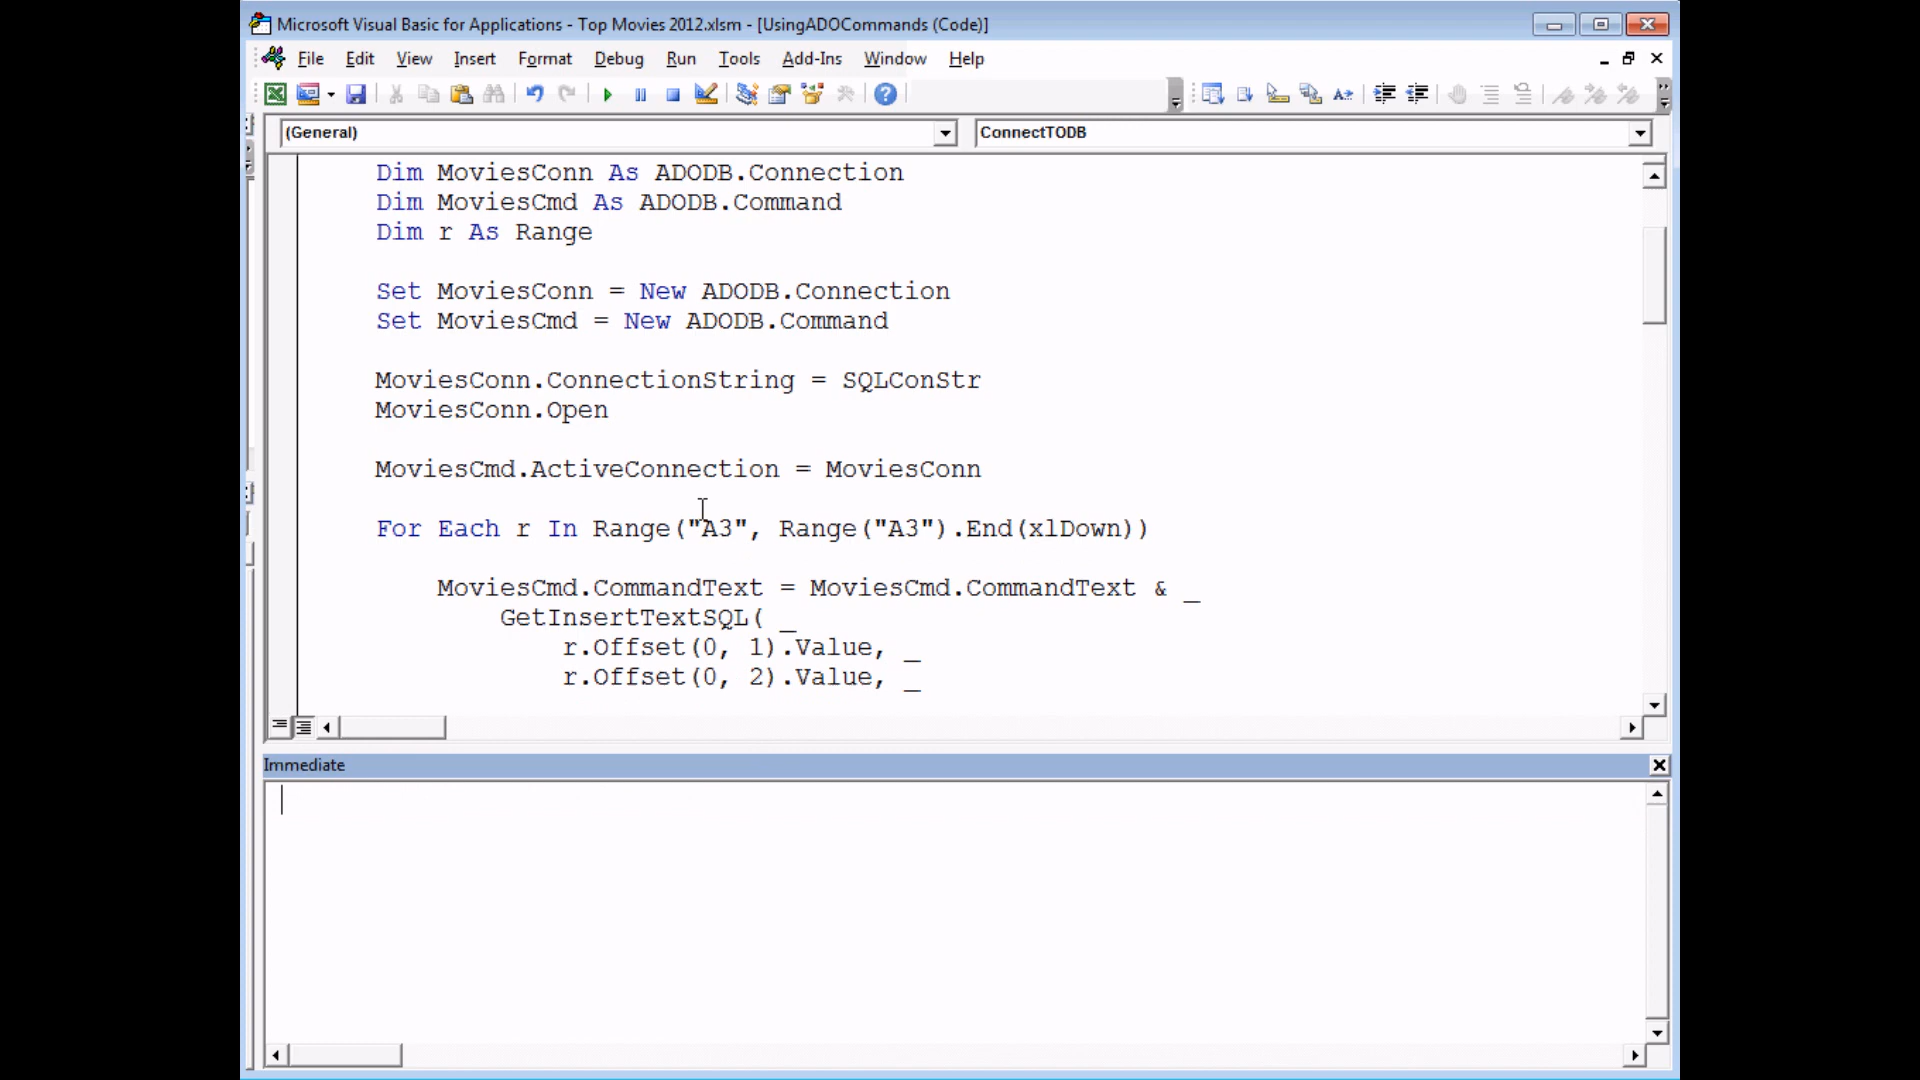 Microsoft Visual Basic for Applications - Top Movies 2012.xlsm - [UsingADOCommands (Code)]
File Edit View Insert Format Debug Run Tools Add-Ins Window Help
(General) ConnectTODB
Dim MoviesConn As ADODB.Connection
Dim MoviesCmd As ADODB.Command
Dim r As Range
Set MoviesConn = New ADODB.Connection
Set MoviesCmd = New ADODB.Command
MoviesConn.ConnectionString = SQLConStr
MoviesConn.Open
MoviesCmd.ActiveConnection = MoviesConn
For Each r In Range("A3", Range("A3").End(xlDown))
MoviesCmd.CommandText = MoviesCmd.CommandText & _
GetInsertTextSQL( _
r.Offset(0, 1).Value, _
r.Offset(0, 2).Value, _
Immediate